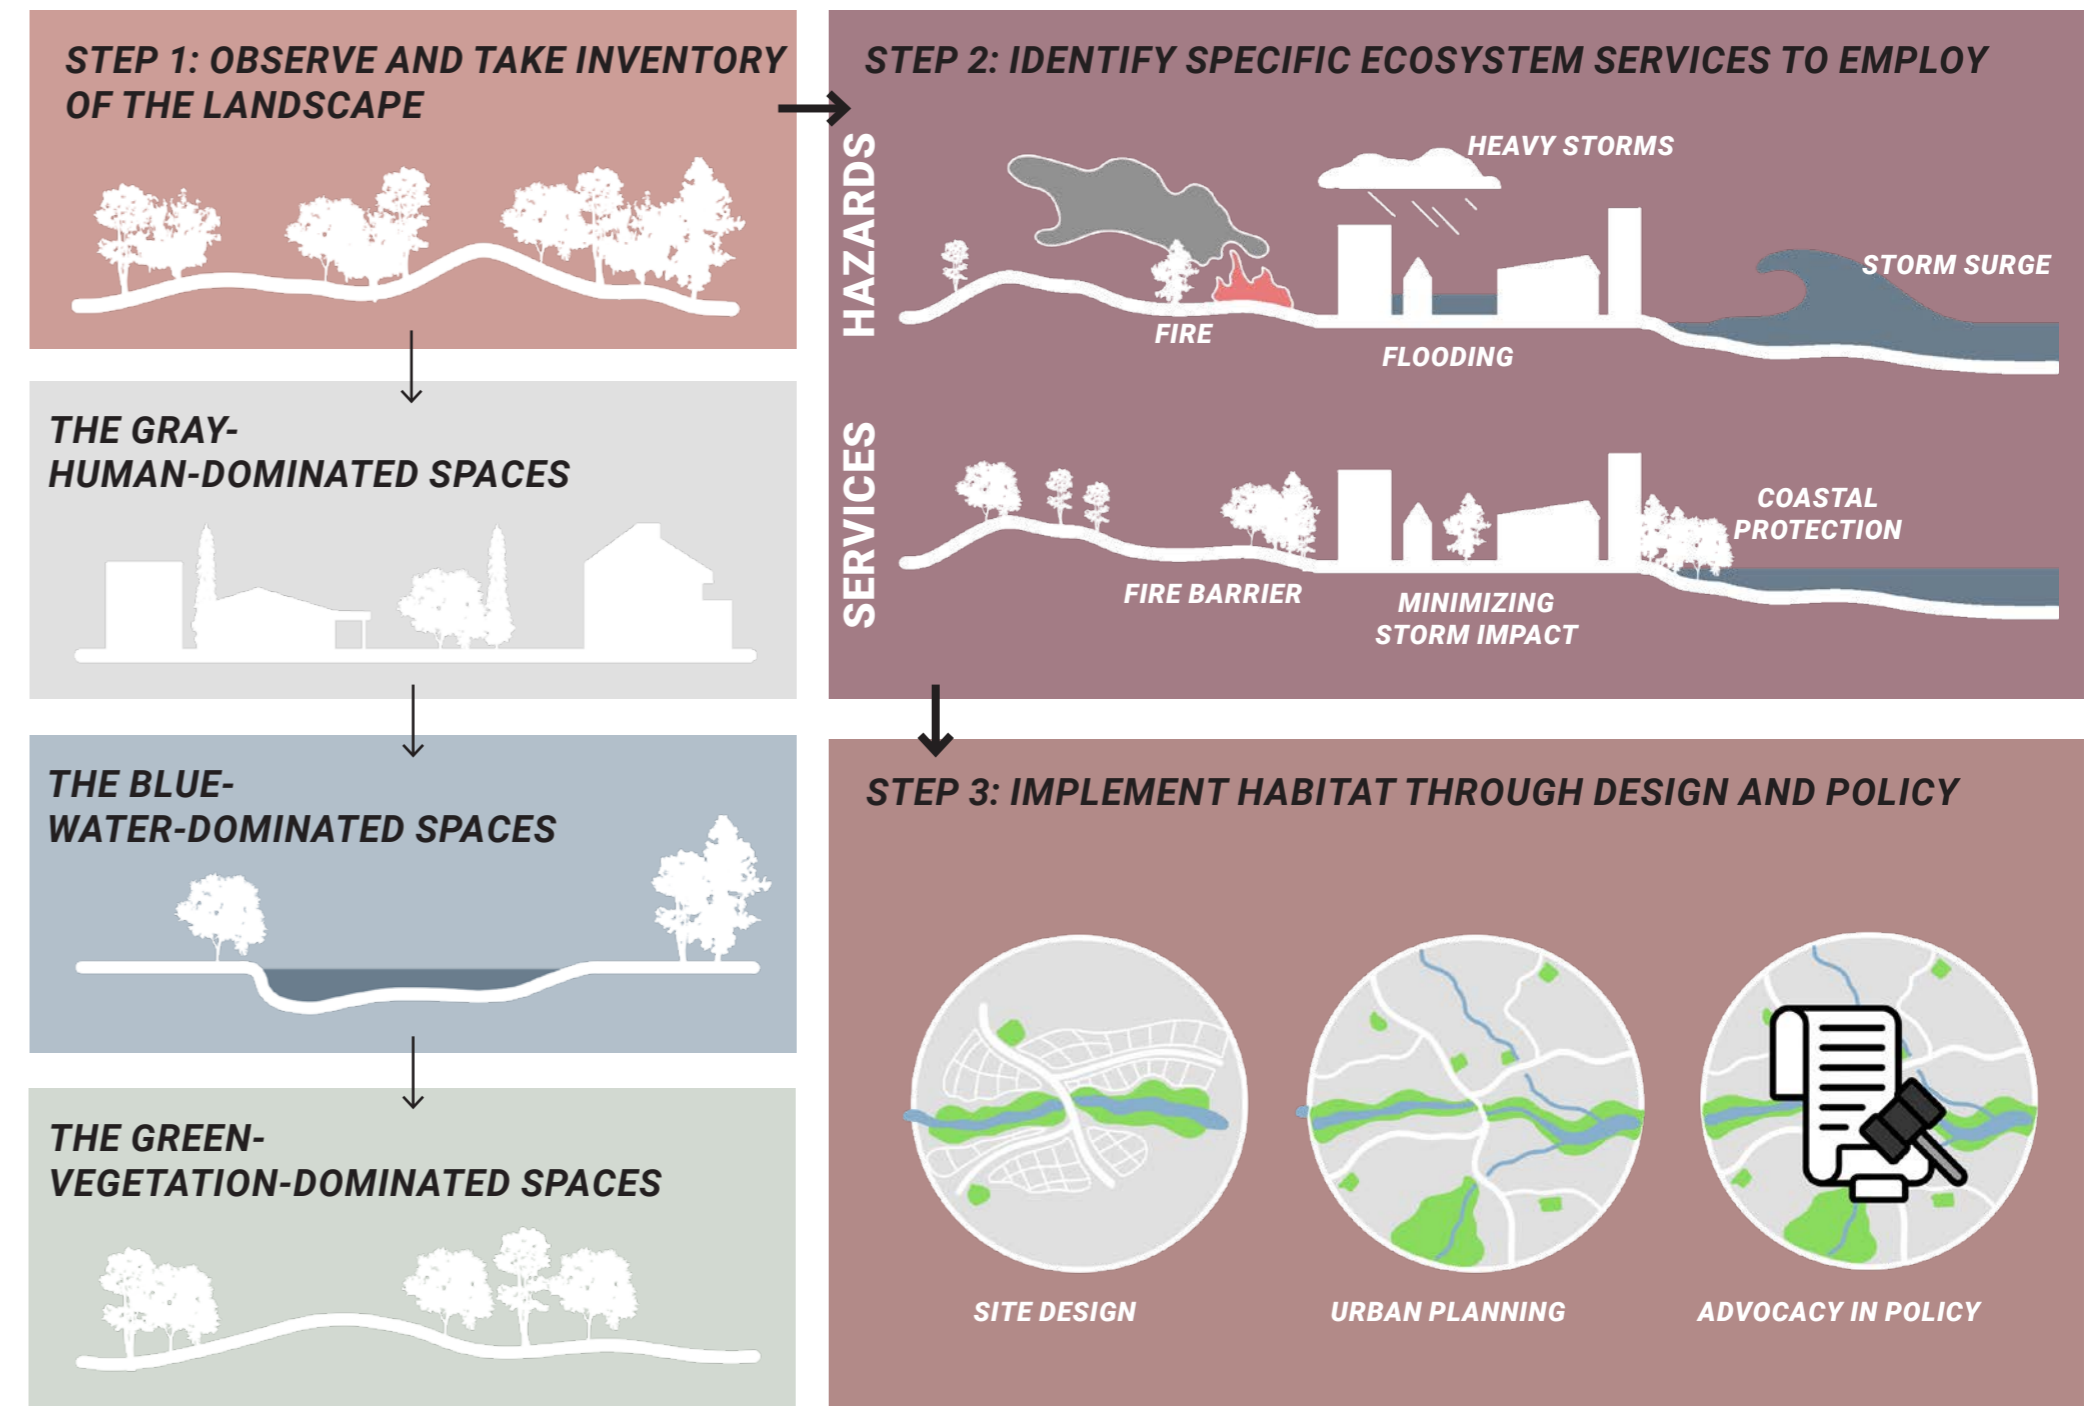 STEP 1: OBSERVE AND TAKE INVENTORY
OF THE LANDSCAPE
THE GRAY-
HUMAN-DOMINATED SPACES
THE BLUE-
WATER-DOMINATED SPACES
THE GREEN-
VEGETATION-DOMINATED SPACES
STEP 2: IDENTIFY SPECIFIC ECOSYSTEM SERVICES TO EMPLOY
HAZARDS
HEAVY STORMS
STORM SURGE
FIRE
FLOODING
SERVICES
COASTAL
PROTECTION
FIRE BARRIER
MINIMIZING
STORM IMPACT
STEP 3: IMPLEMENT HABITAT THROUGH DESIGN AND POLICY
SITE DESIGN
URBAN PLANNING
ADVOCACY IN POLICY